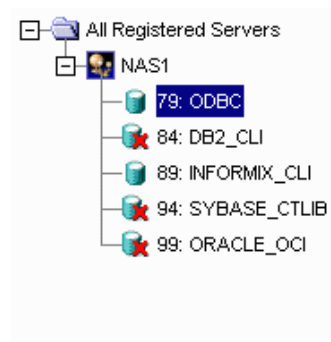 All Registered Servers
NAS1
79: ODBC
84: DB2_CLI
89: INFORMIX_CLI
94: SYBASE_CTLIB
99: ORACLE_OCI